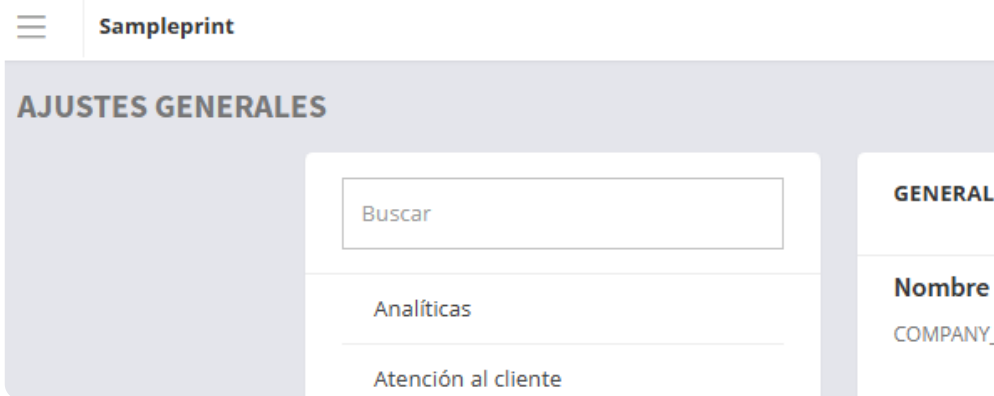 Sampleprint
AJUSTES GENERALES
Buscar
Analíticas
Atención al cliente
GENERAL
Nombre
COMPANY_